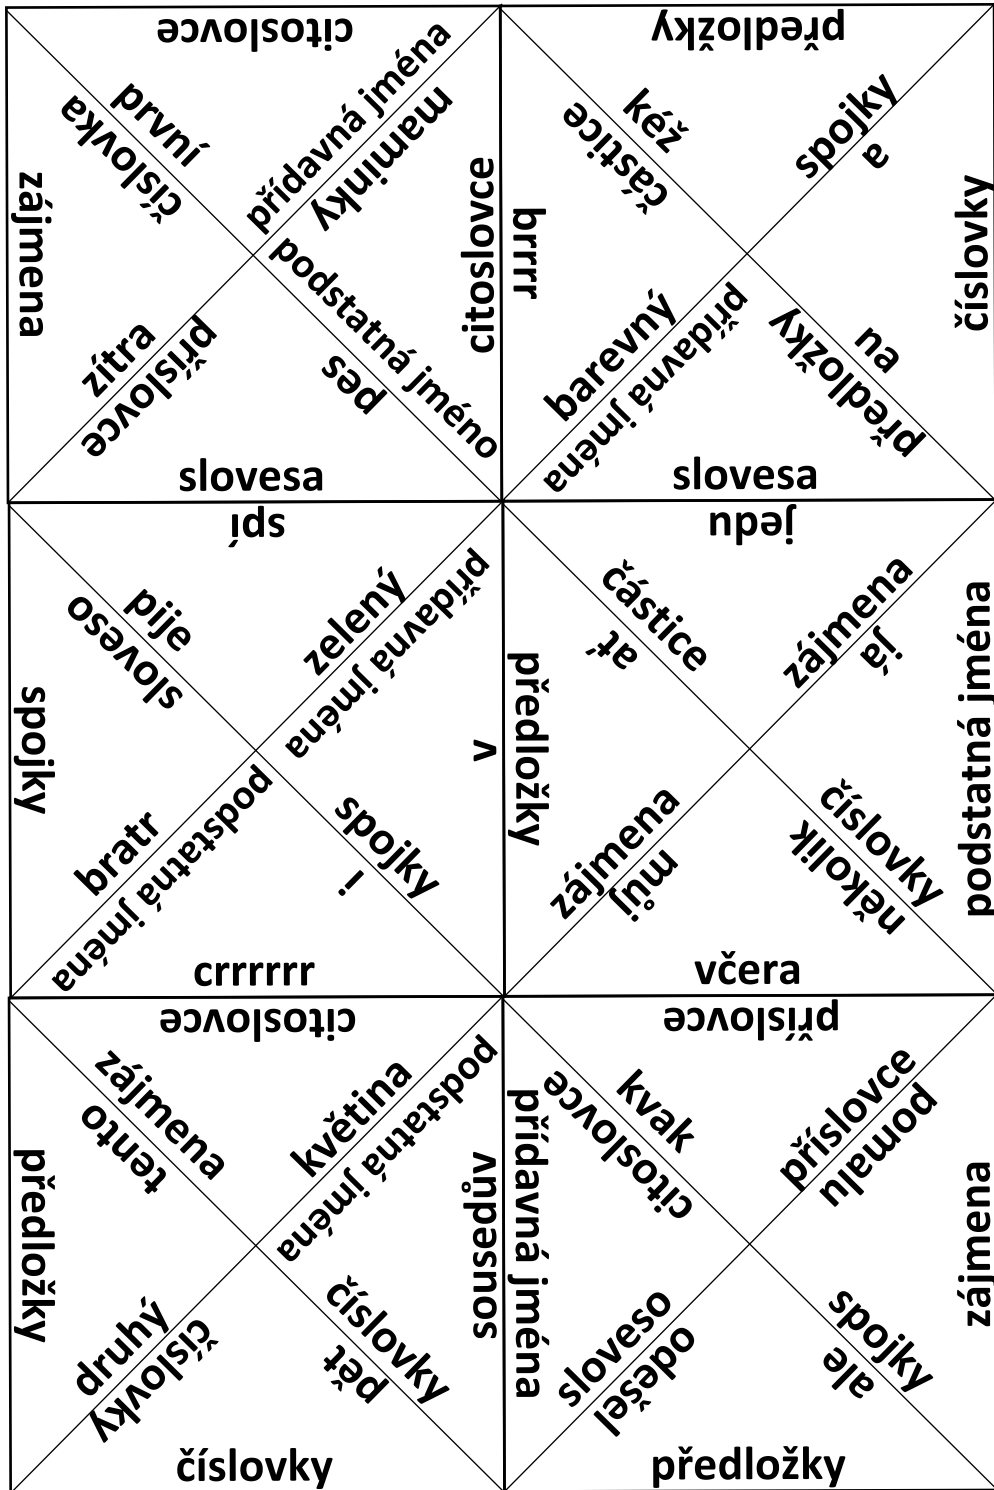 citoslovce
první
číslovka
přídavná jména
maminky
zájmena
citoslovce
zítra
příslovce
podstatná jméno
pes
slovesa
předložky
kéž
částice
spojky
a
brrrr
číslovky
barevný
přídavná jména
na
předložky
slovesa
spí
pije
sloveso
zelený
přídavná jména
spojky
v
bratr
podstatná jména
spojky
i
crrrrrr
jedu
částice
ať
zájmena
já
předložky
podstatná jména
zájmena
můj
číslovky
několik
včera
citoslovce
zájmena
tento
květina
podstatná jména
předložky
sousedův
druhý
číslovky
číslovky
pět
číslovky
příslovce
kvak
citoslovce
příslovce
pomalu
přídavná jména
zájmena
sloveso
odešel
spojky
ale
předložky